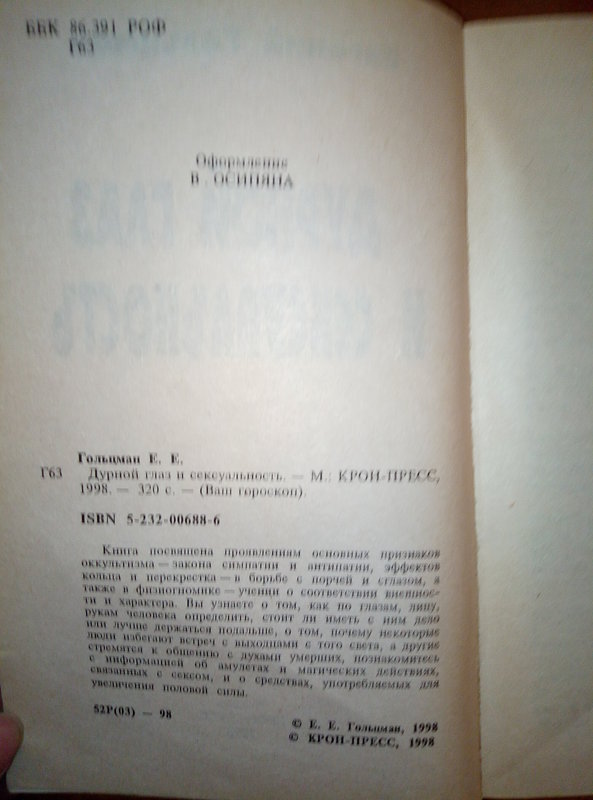 ББК 86.391 РОФ
Г63
Оформление
В. ОСИПЯНА
Гольцман Е. Е.
Г63 Дурной глаз и сексуальность. — М.: КРОН-ПРЕСС,
1998. — 320 с. — (Ваш гороскоп).
ISBN 5-232-00688-6
Книга посвящена проявлениям основных признаков
оккультизма — закона симпатии и антипатии, эффектов
кольца и перекрестка — в борьбе с порчей и сглазом, а
также в физиогномике — учении о соответствии внешнос-
ти и характера. Вы узнаете о том, как по глазам, лицу,
рукам человека определить, стоит ли иметь с ним дело
или лучше держаться подальше, о том, почему некоторые
люди избегают встреч с выходцами с того света, а другие
стремятся к общению с духами умерших, познакомитесь
с информацией об амулетах и магических действиях,
связанных с сексом, и о средствах, употребляемых для
увеличения половой силы.
52Р(03) — 98
© Е. Е. Гольцман, 1998
© КРОН-ПРЕСС, 1998